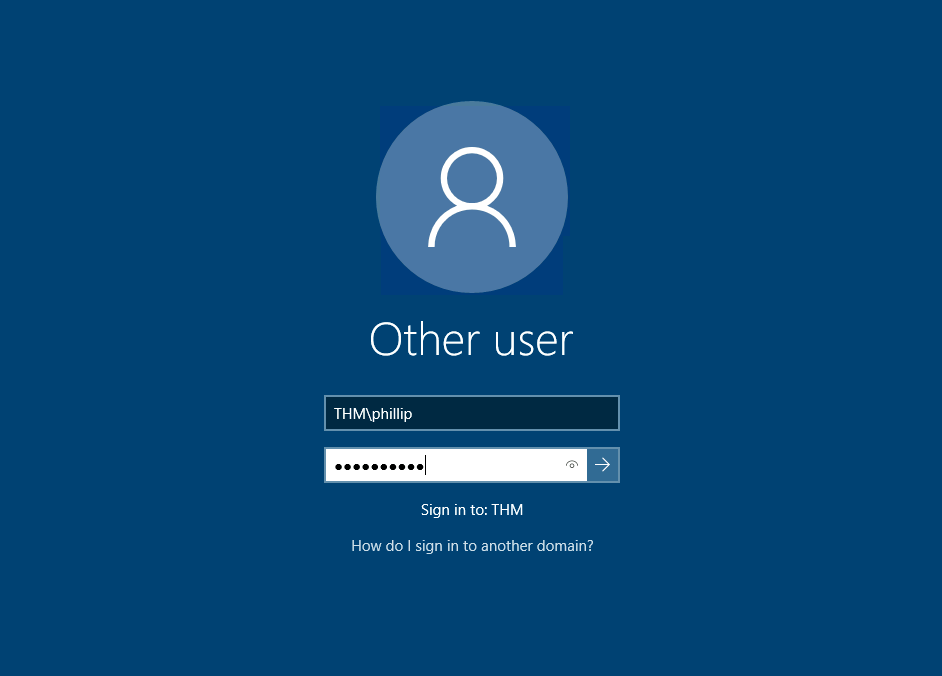 Other user
THM\phillip
●●●●●●●●●●
Sign in to: THM
How do I sign in to another domain?